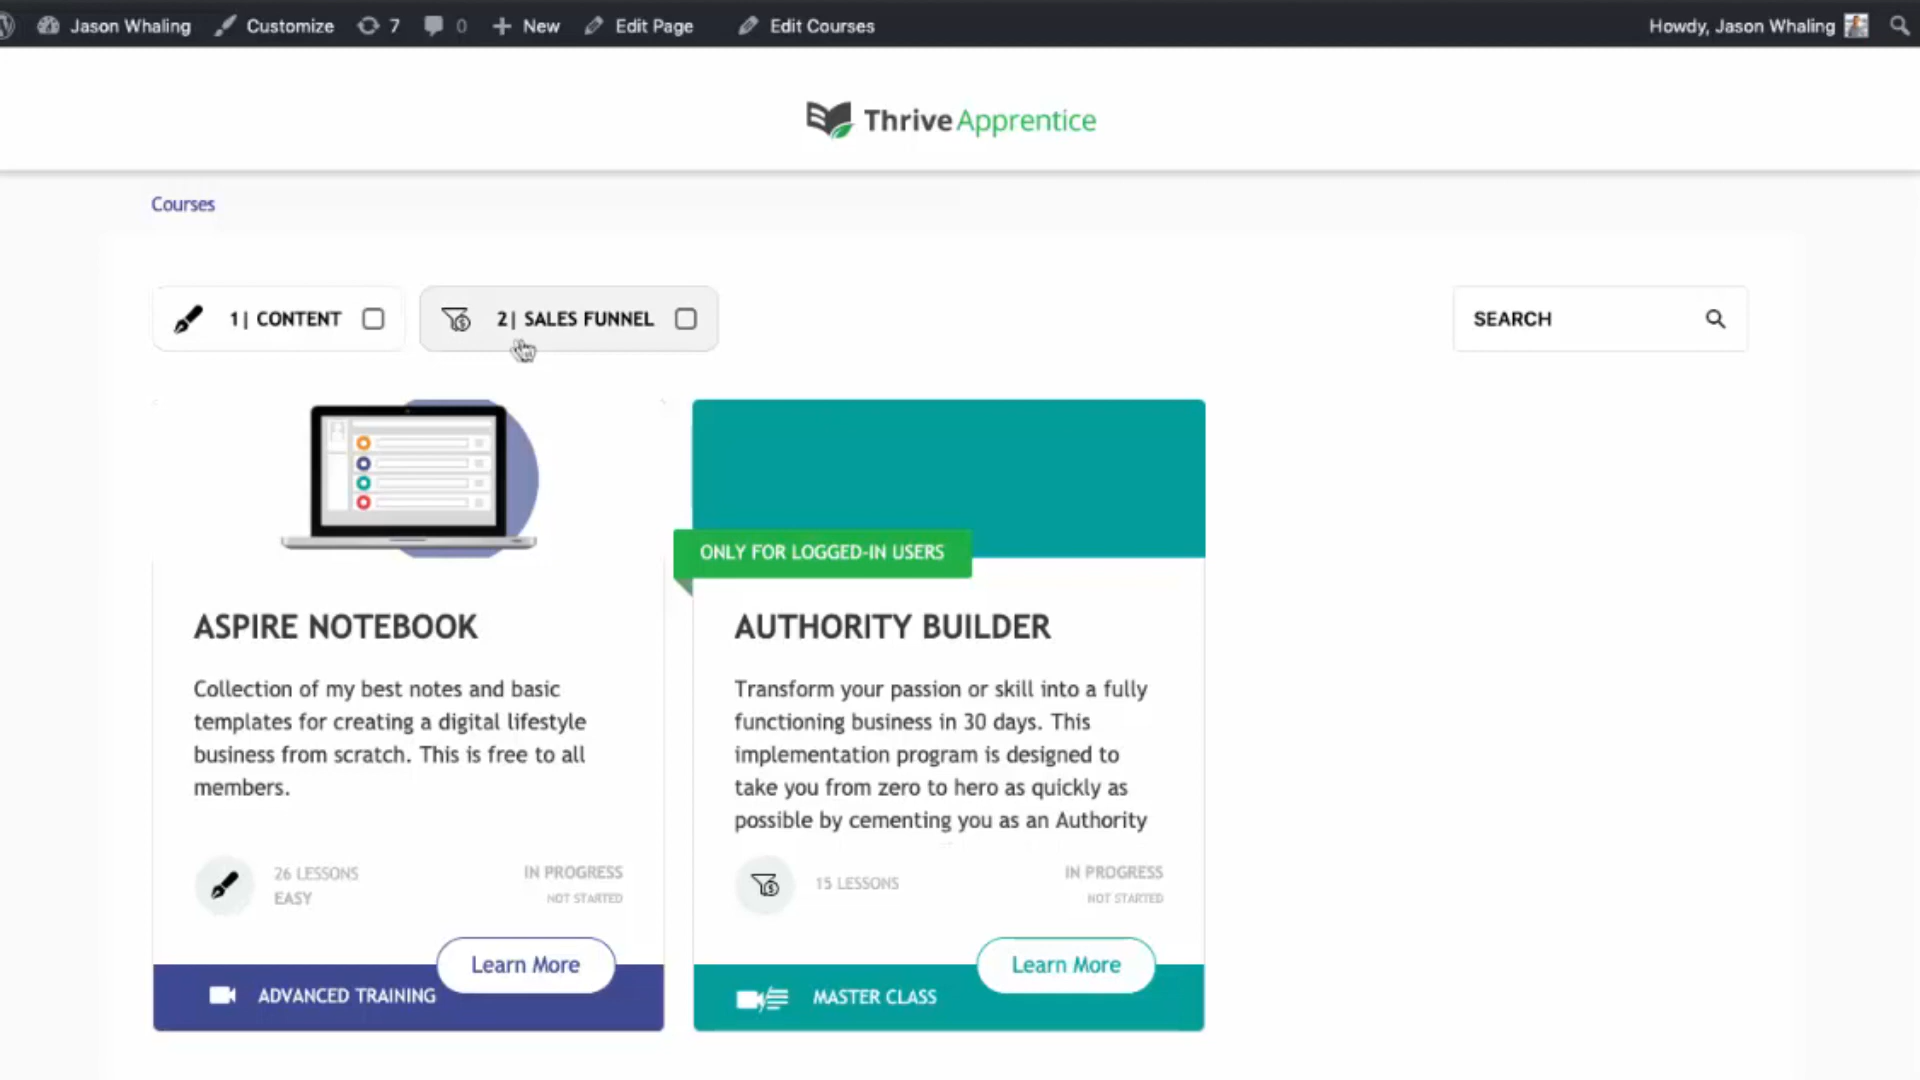 Jason Whaling Customize 7 0 New Edit Page Edit Courses Howdy, Jason Whaling
Thrive Apprentice
Courses
1| CONTENT 2| SALES FUNNEL SEARCH
ONLY FOR LOGGED-IN USERS
ASPIRE NOTEBOOK
Collection of my best notes and basic
templates for creating a digital lifestyle
business from scratch. This is free to all
members.
26 LESSONS
EASY
IN PROGRESS
NOT STARTED
Learn More
ADVANCED TRAINING
AUTHORITY BUILDER
Transform your passion or skill into a fully
functioning business in 30 days. This
implementation program is designed to
take you from zero to hero as quickly as
possible by cementing you as an Authority
15 LESSONS
IN PROGRESS
NOT STARTED
Learn More
MASTER CLASS